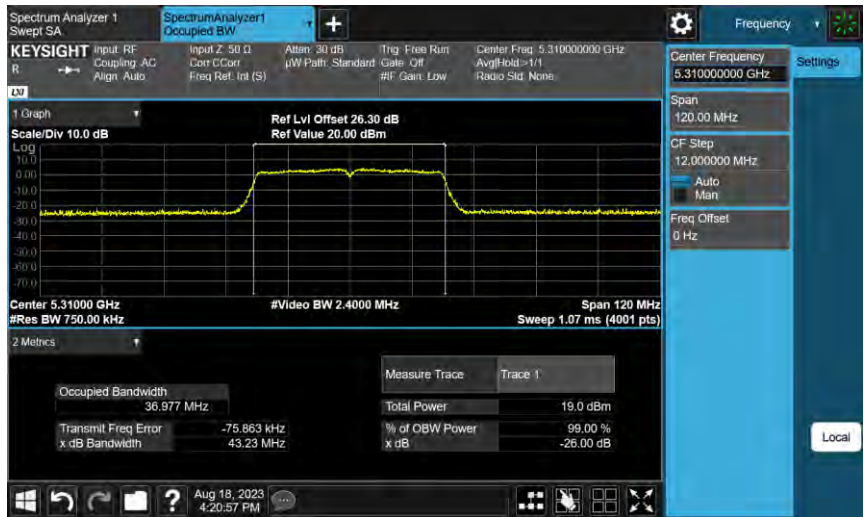 Spectrum Analyzer 1
Swept SA
SpectrumAnalyzer1
Occupied BW
+
Frequency
KEYSIGHT
R
LXI
Input: RF
Coupling: AC
Align: Auto
Input Z: 50 Ω
Corr CCorr
Freq Ref: Int (S)
Atten: 30 dB
µW Path: Standard
Trig: Free Run
Gate: Off
#IF Gain: Low
Center Freq: 5.310000000 GHz
Avg|Hold:>1/1
Radio Std: None
Center Frequency
5.310000000 GHz
Settings
Span
120.00 MHz
CF Step
12.000000 MHz
Auto
Man
Freq Offset
0 Hz
1 Graph
Scale/Div 10.0 dB
Ref Lvl Offset 26.30 dB
Ref Value 20.00 dBm
Log
10.0
0.00
-10.0
-20.0
-30.0
-40.0
-50.0
-60.0
-70.0
Center 5.31000 GHz
#Video BW 2.4000 MHz
Span 120 MHz
#Res BW 750.00 kHz
Sweep 1.07 ms (4001 pts)
2 Metrics
Measure Trace Trace 1
Occupied Bandwidth
36.977 MHz
Total Power 19.0 dBm
Transmit Freq Error -75.863 kHz
% of OBW Power 99.00 %
x dB Bandwidth 43.23 MHz
x dB -26.00 dB
Local
?
Aug 18, 2023
4:20:57 PM